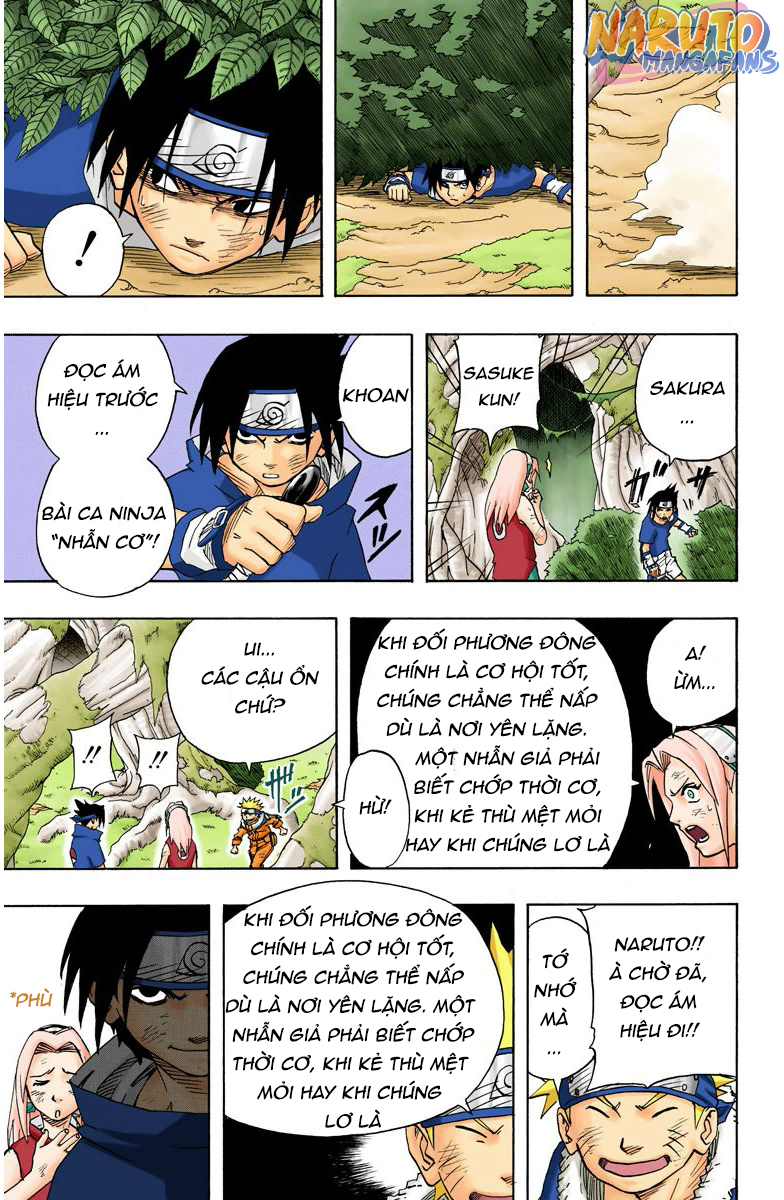 NARUTO
MANGAFANS
!
SAKURA
...
SASUKE
KUN!
KHOAN
ĐỌC ÁM
HIỆU TRƯỚC
...
BÀI CA NINJA
“NHẪN CƠ”!
A!
ỪM...
KHI ĐỐI PHƯƠNG ĐÔNG
CHÍNH LÀ CƠ HỘI TỐT,
CHÚNG CHẲNG THỂ NẤP
DÙ LÀ NƠI YÊN LẶNG.
MỘT NHẪN GIẢ PHẢI
BIẾT CHỚP THỜI CƠ,
KHI KẺ THÙ MỆT MỎI
HAY KHI CHÚNG LƠ LÀ
HỪ!
UI...
CÁC CẬU ỔN
CHỨ?
!!
!!
NARUTO!!
À CHỜ ĐÃ,
ĐỌC ÁM
HIỆU ĐI!!
TỚ
NHỚ
MÀ
...
KHI ĐỐI PHƯƠNG ĐÔNG
CHÍNH LÀ CƠ HỘI TỐT,
CHÚNG CHẲNG THỂ NẤP
DÙ LÀ NƠI YÊN LẶNG. MỘT
NHẪN GIẢ PHẢI BIẾT CHỚP
THỜI CƠ, KHI KẺ THÙ MỆT
MỎI HAY KHI CHÚNG
LƠ LÀ
*PHÙ